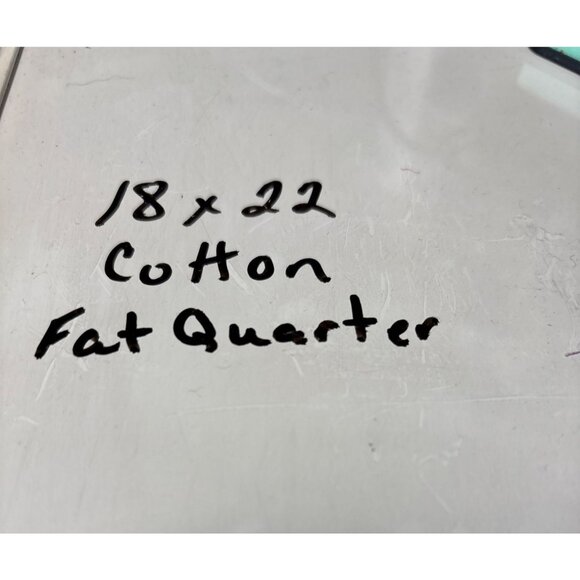 18 x 22
Cotton
Fat Quarter